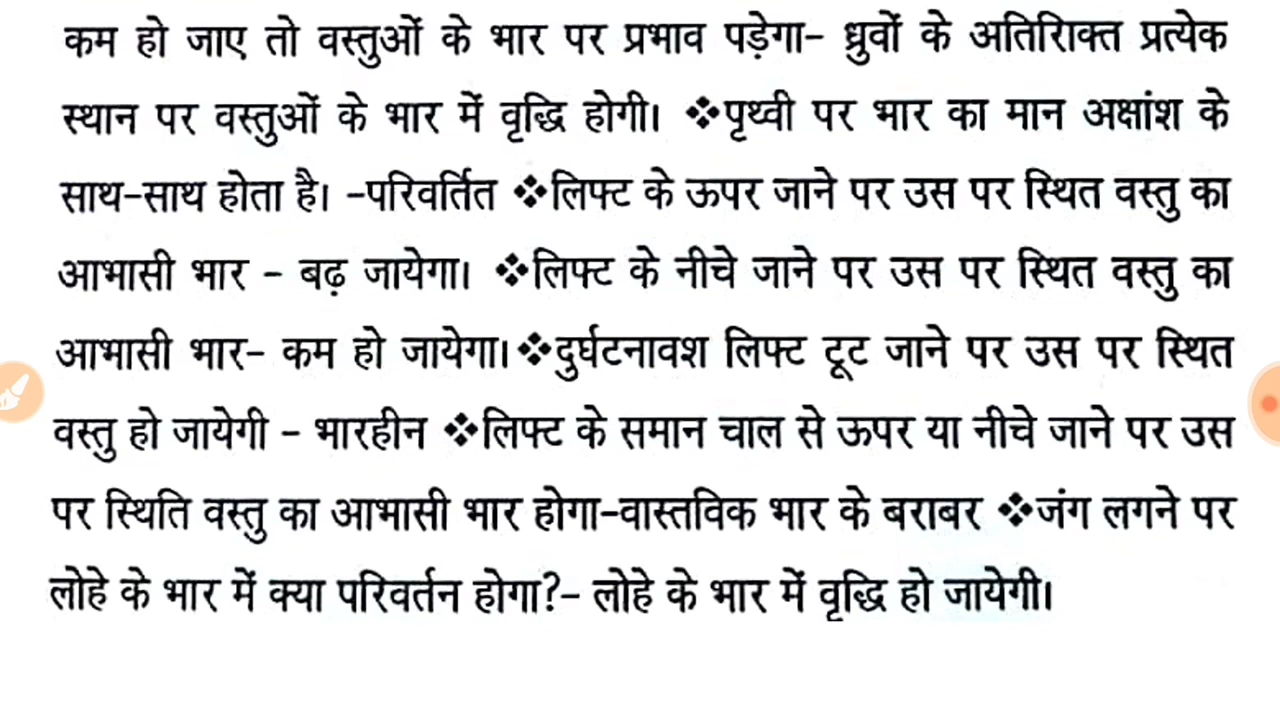 कम हो जाए तो वस्तुओं के भार पर प्रभाव पड़ेगा- ध्रुवों के अतिरिाक्त प्रत्येक
स्थान पर वस्तुओं के भार में वृद्धि होगी। ❖पृथ्वी पर भार का मान अक्षांश के
साथ-साथ होता है। -परिवर्तित ❖लिफ्ट के ऊपर जाने पर उस पर स्थित वस्तु का
आभासी भार - बढ़ जायेगा। ❖लिफ्ट के नीचे जाने पर उस पर स्थित वस्तु का
आभासी भार- कम हो जायेगा।❖दुर्घटनावश लिफ्ट टूट जाने पर उस पर स्थित
वस्तु हो जायेगी - भारहीन ❖लिफ्ट के समान चाल से ऊपर या नीचे जाने पर उस
पर स्थिति वस्तु का आभासी भार होगा-वास्तविक भार के बराबर ❖जंग लगने पर
लोहे के भार में क्या परिवर्तन होगा?- लोहे के भार में वृद्धि हो जायेगी।